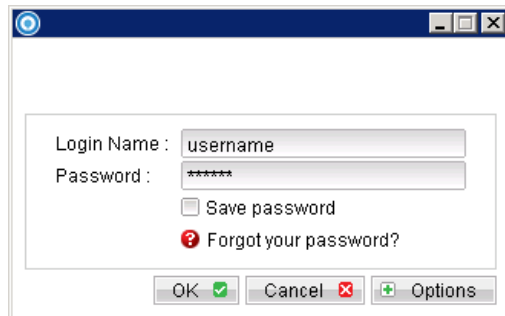 Login Name : username
Password : ******
Save password
Forgot your password?
OK Cancel Options